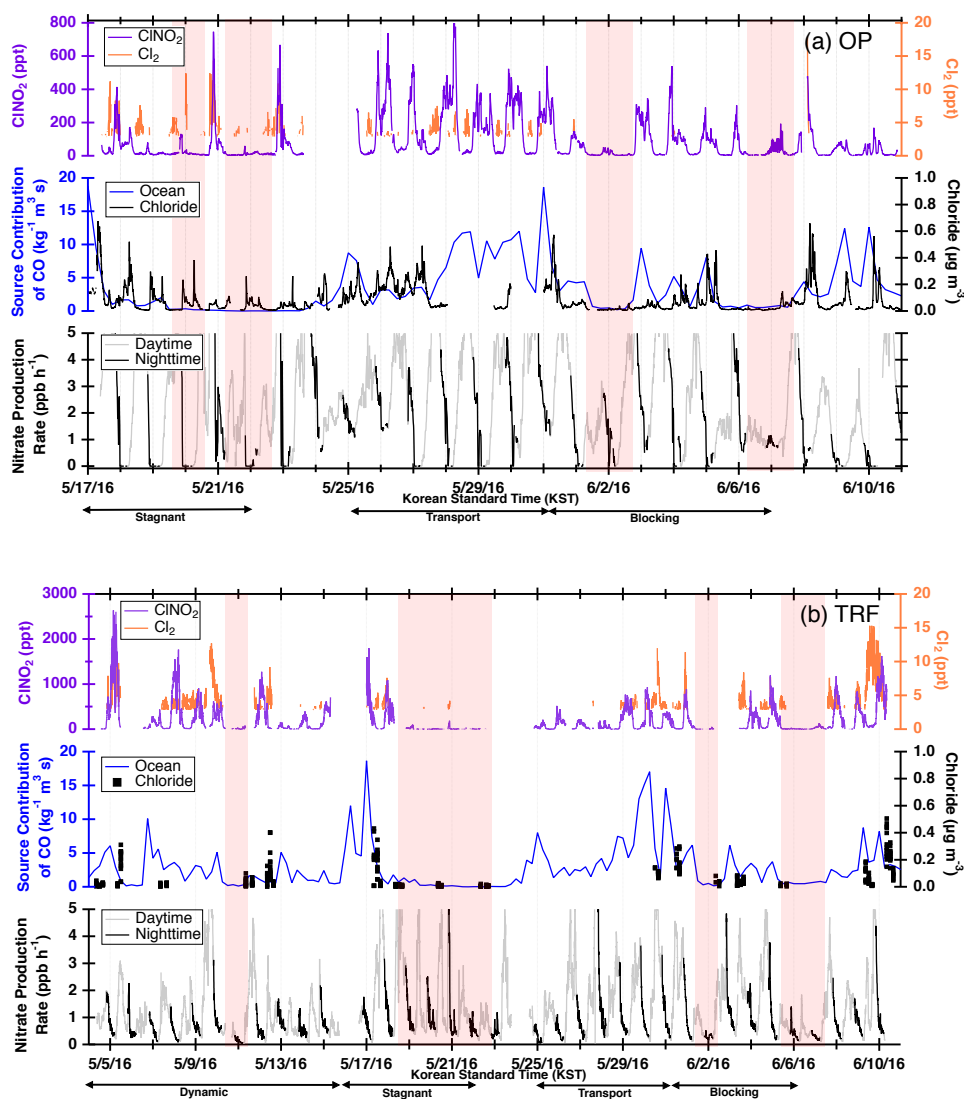 (a) OP
ClNO2 (ppt)
800
600
400
200
0
ClNO2
Cl2
20
15
10
5
0
Cl2 (ppt)
Source Contribution
of CO (kg-1 m3 s)
20
15
10
5
0
Ocean
Chloride
1.0
0.8
0.6
0.4
0.2
0.0
Chloride (µg m-3)
Nitrate Production
Rate (ppb h-1)
5
4
3
2
1
0
Daytime
Nighttime
5/17/16 5/21/16 5/25/16 5/29/16 6/2/16 6/6/16 6/10/16
Korean Standard Time (KST)
Stagnant Transport Blocking
(b) TRF
ClNO2 (ppt)
3000
2000
1000
0
ClNO2
Cl2
20
15
10
5
0
Cl2 (ppt)
Source Contribution
of CO (kg-1 m3 s)
20
15
10
5
0
Ocean
Chloride
1.0
0.8
0.6
0.4
0.2
0.0
Chloride (µg m-3)
Nitrate Production
Rate (ppb h-1)
5
4
3
2
1
0
Daytime
Nighttime
5/5/16 5/9/16 5/13/16 5/17/16 5/21/16 5/25/16 5/29/16 6/2/16 6/6/16 6/10/16
Korean Standard Time (KST)
Dynamic Stagnant Transport Blocking